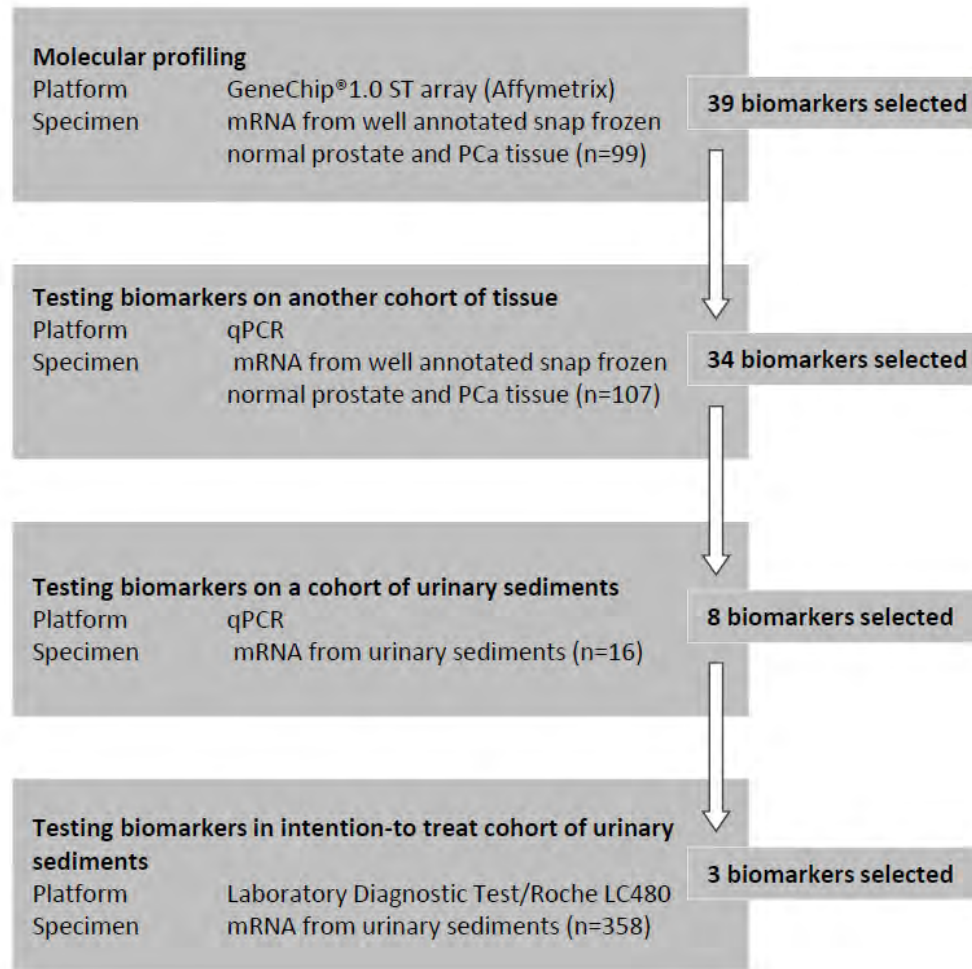 Molecular profiling
Platform GeneChip®1.0 ST array (Affymetrix)
Specimen mRNA from well annotated snap frozen
normal prostate and PCa tissue (n=99)
39 biomarkers selected
Testing biomarkers on another cohort of tissue
Platform qPCR
Specimen mRNA from well annotated snap frozen
normal prostate and PCa tissue (n=107)
34 biomarkers selected
Testing biomarkers on a cohort of urinary sediments
Platform qPCR
Specimen mRNA from urinary sediments (n=16)
8 biomarkers selected
Testing biomarkers in intention-to treat cohort of urinary
sediments
Platform Laboratory Diagnostic Test/Roche LC480
Specimen mRNA from urinary sediments (n=358)
3 biomarkers selected